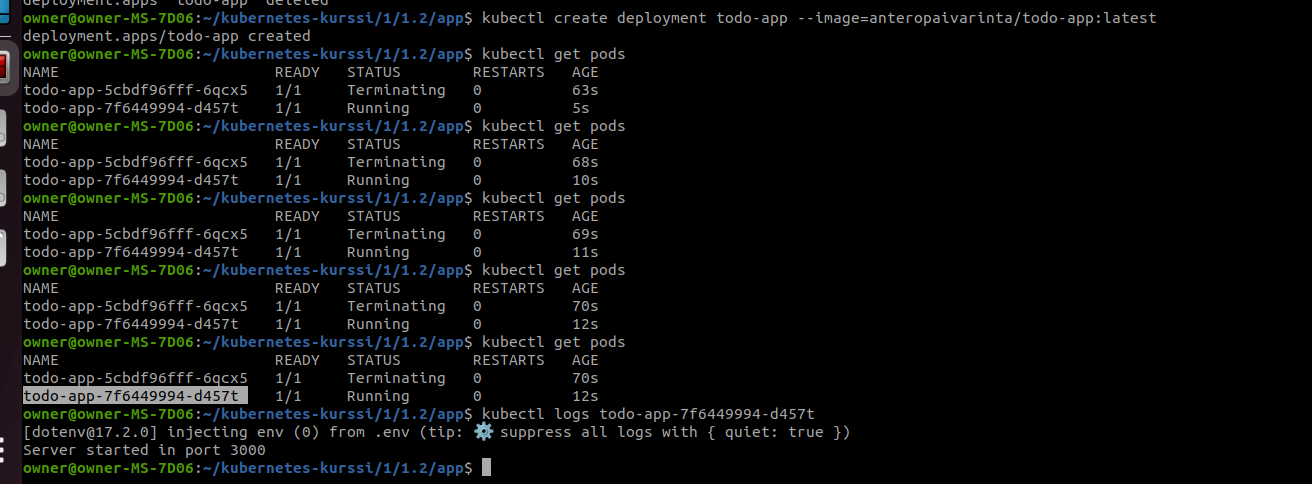 deployment.apps "todo-app" deleted
owner@owner-MS-7D06:~/kubernetes-kurssi/1/1.2/app$ kubectl create deployment todo-app --image=anteropaivarinta/todo-app:latest
deployment.apps/todo-app created
owner@owner-MS-7D06:~/kubernetes-kurssi/1/1.2/app$ kubectl get pods
NAME                        READY   STATUS        RESTARTS   AGE
todo-app-5cbdf96fff-6qcx5   1/1     Terminating   0          63s
todo-app-7f6449994-d457t    1/1     Running       0          5s
owner@owner-MS-7D06:~/kubernetes-kurssi/1/1.2/app$ kubectl get pods
NAME                        READY   STATUS        RESTARTS   AGE
todo-app-5cbdf96fff-6qcx5   1/1     Terminating   0          68s
todo-app-7f6449994-d457t    1/1     Running       0          10s
owner@owner-MS-7D06:~/kubernetes-kurssi/1/1.2/app$ kubectl get pods
NAME                        READY   STATUS        RESTARTS   AGE
todo-app-5cbdf96fff-6qcx5   1/1     Terminating   0          69s
todo-app-7f6449994-d457t    1/1     Running       0          11s
owner@owner-MS-7D06:~/kubernetes-kurssi/1/1.2/app$ kubectl get pods
NAME                        READY   STATUS        RESTARTS   AGE
todo-app-5cbdf96fff-6qcx5   1/1     Terminating   0          70s
todo-app-7f6449994-d457t    1/1     Running       0          12s
owner@owner-MS-7D06:~/kubernetes-kurssi/1/1.2/app$ kubectl get pods
NAME                        READY   STATUS        RESTARTS   AGE
todo-app-5cbdf96fff-6qcx5   1/1     Terminating   0          70s
todo-app-7f6449994-d457t    1/1     Running       0          12s
owner@owner-MS-7D06:~/kubernetes-kurssi/1/1.2/app$ kubectl logs todo-app-7f6449994-d457t
[dotenv@17.2.0] injecting env (0) from .env (tip: ⚙️ suppress all logs with { quiet: true })
Server started in port 3000
owner@owner-MS-7D06:~/kubernetes-kurssi/1/1.2/app$